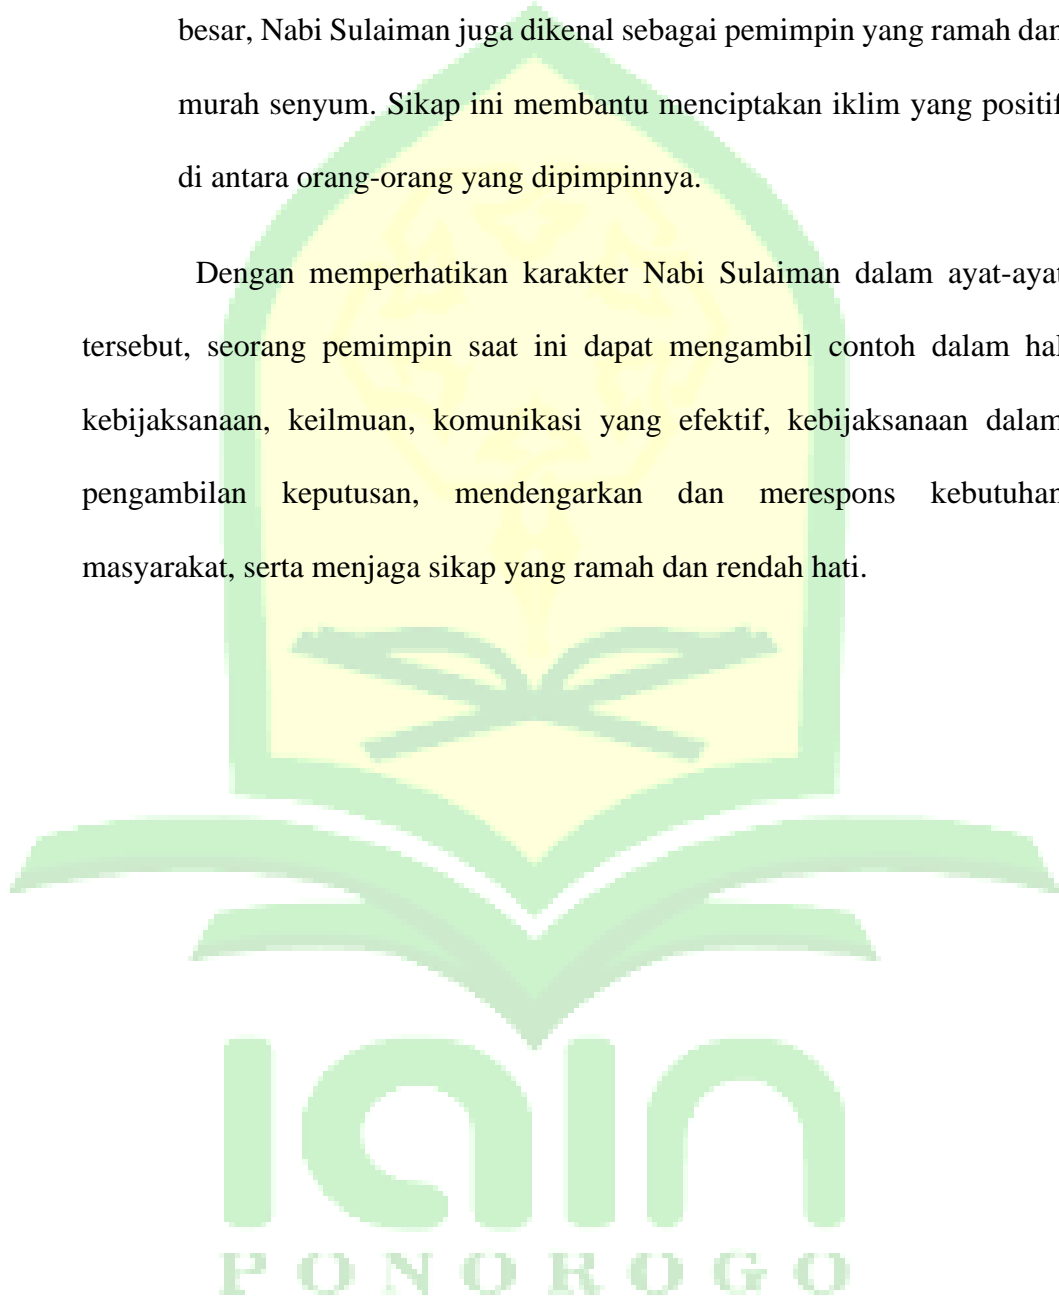 besar, Nabi Sulaiman juga dikenal sebagai pemimpin yang ramah dan
murah senyum. Sikap ini membantu menciptakan iklim yang positif
di antara orang-orang yang dipimpinnya.
Dengan memperhatikan karakter Nabi Sulaiman dalam ayat-ayat
tersebut, seorang pemimpin saat ini dapat mengambil contoh dalam hal
kebijaksanaan, keilmuan, komunikasi yang efektif, kebijaksanaan dalam
pengambilan keputusan, mendengarkan dan merespons kebutuhan
masyarakat, serta menjaga sikap yang ramah dan rendah hati.
iain
PONOROGO